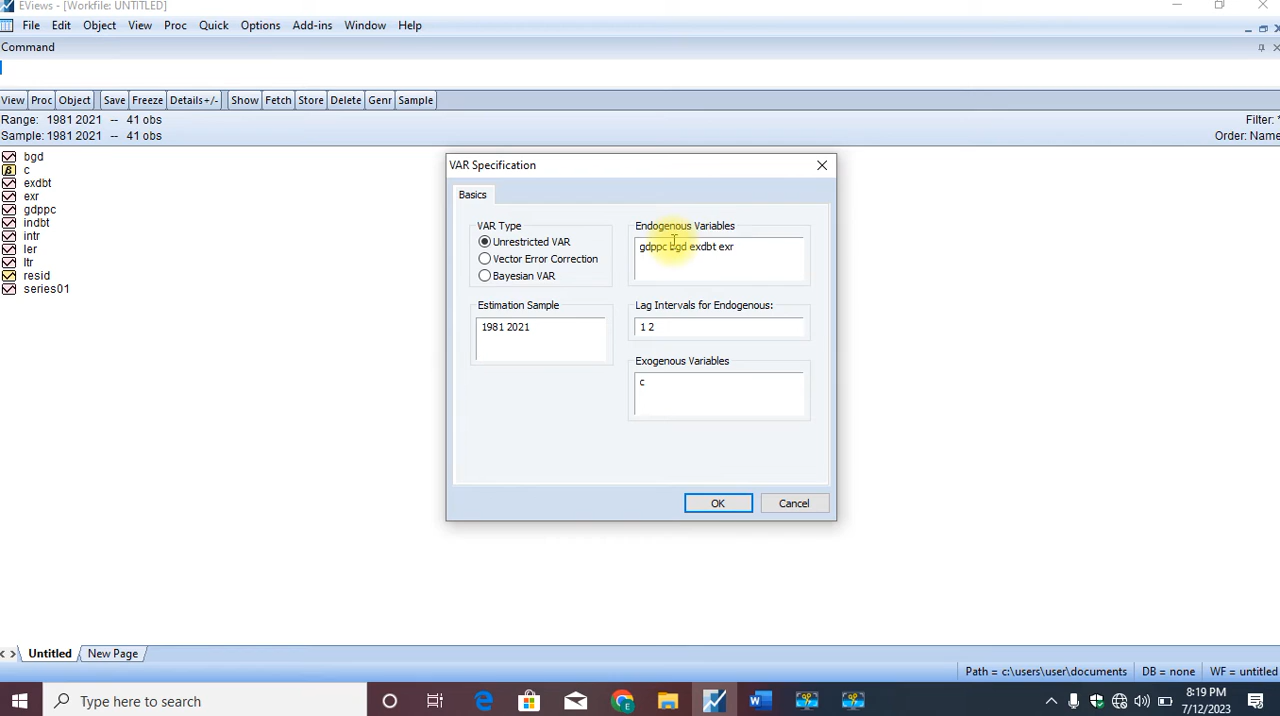 EViews - [Workfile: UNTITLED]
File Edit Object View Proc Quick Options Add-ins Window Help
Command
View Proc Object Save Freeze Details+/- Show Fetch Store Delete Genr Sample
Range: 1981 2021 -- 41 obs Filter: *
Sample: 1981 2021 -- 41 obs Order: Name
bgd
c
exdbt
exr
gdppc
indbt
intr
ler
ltr
resid
series01
VAR Specification
Basics
VAR Type
Unrestricted VAR
Vector Error Correction
Bayesian VAR
Estimation Sample
1981 2021
Endogenous Variables
gdppc bgd exdbt exr
Lag Intervals for Endogenous:
1 2
Exogenous Variables
c
OK Cancel
Untitled New Page
Path = c:\users\user\documents DB = none WF = untitled
Type here to search
8:19 PM
7/12/2023